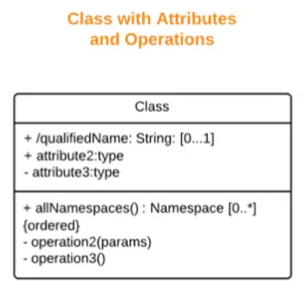 Class with Attributes
and Operations
Class
+ /qualifiedName: String: [0...1]
+ attribute2:type
- attribute3:type
+ allNamespaces() : Namespace [0..*]
{ordered}
- operation2(params)
- operation3()